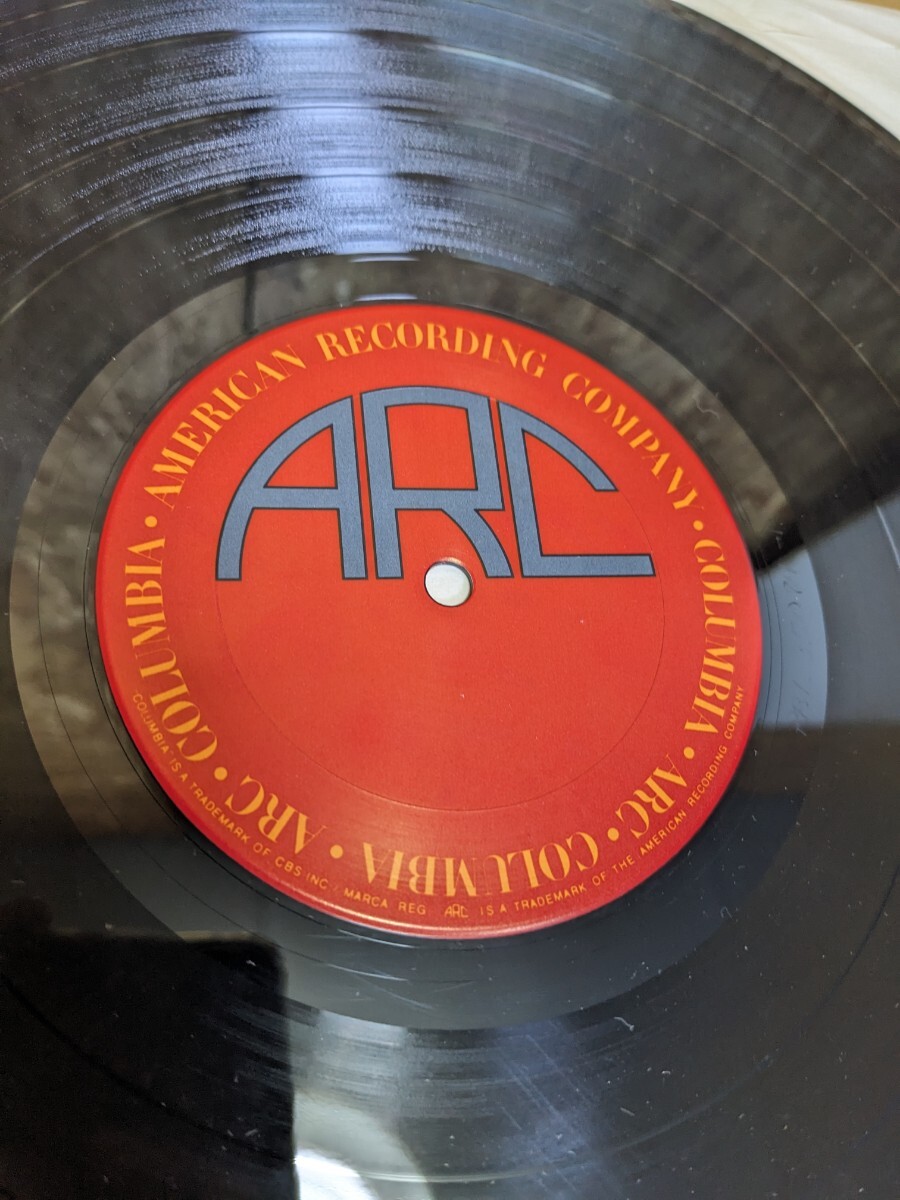 AMERICAN RECORDING COMPANY • COLUMBIA • ARC • COLUMBIA • ARC • COLUMBIA •
ARC
"COLUMBIA" IS A TRADEMARK OF CBS INC. MARCA REG. ARC IS A TRADEMARK OF THE AMERICAN RECORDING COMPANY